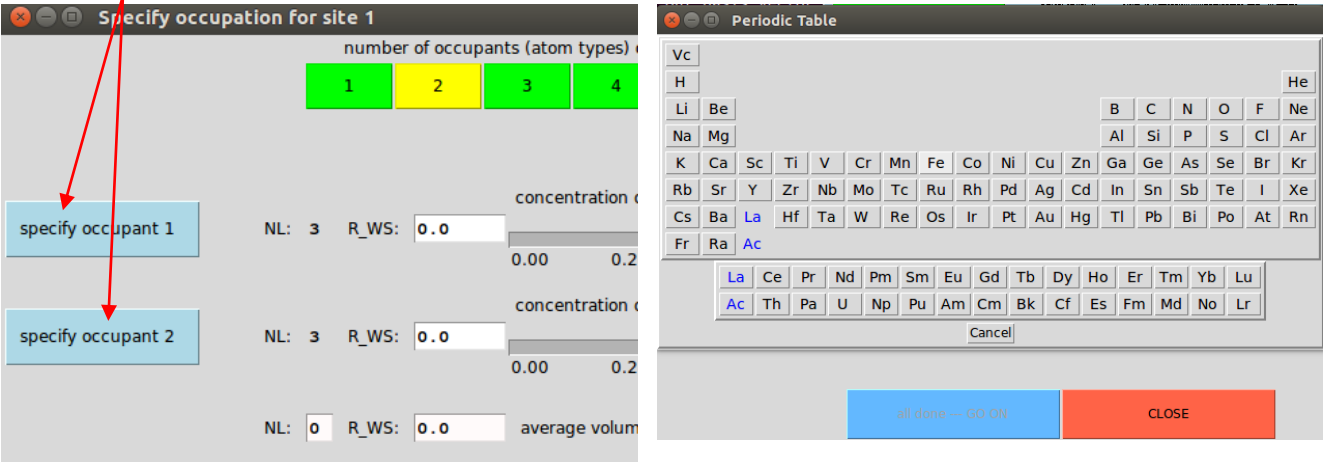 Specify occupation for site 1
number of occupants (atom types)
1 2 3 4
concentration
specify occupant 1 NL: 3 R_WS: 0.0
0.00 0.2
concentration
specify occupant 2 NL: 3 R_WS: 0.0
0.00 0.2
NL: 0 R_WS: 0.0 average volum
Periodic Table
Vc
H He
Li Be B C N O F Ne
Na Mg Al Si P S Cl Ar
K Ca Sc Ti V Cr Mn Fe Co Ni Cu Zn Ga Ge As Se Br Kr
Rb Sr Y Zr Nb Mo Tc Ru Rh Pd Ag Cd In Sn Sb Te I Xe
Cs Ba La Hf Ta W Re Os Ir Pt Au Hg Tl Pb Bi Po At Rn
Fr Ra Ac
La Ce Pr Nd Pm Sm Eu Gd Tb Dy Ho Er Tm Yb Lu
Ac Th Pa U Np Pu Am Cm Bk Cf Es Fm Md No Lr
Cancel
all done -- GO ON CLOSE